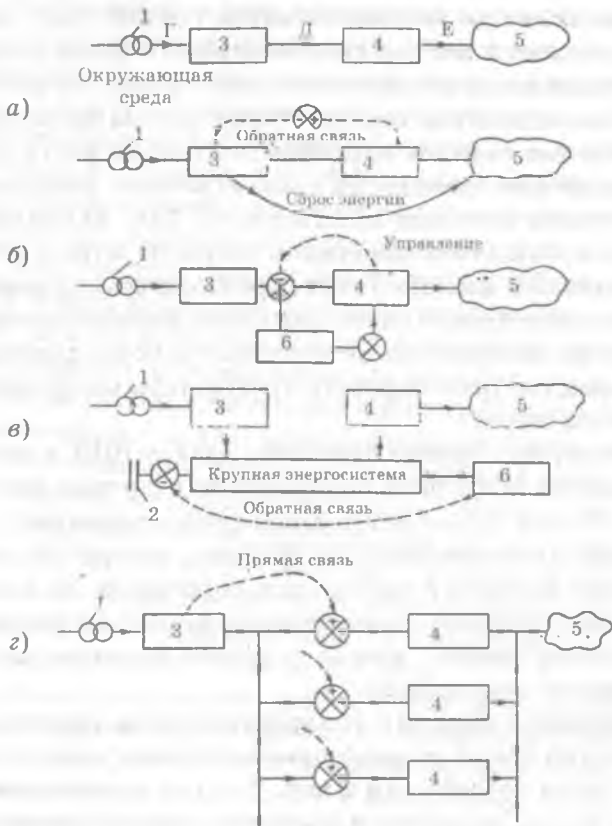 1 Г 3 Д 4 Е 5
Окружающая
среда
а)
Обратная связь
1 3 4 5
Сброс энергии
б)
Управление
1 3 4 5
6
в)
1 3 4 5
Крупная энергосистема 6
2
Обратная связь
Прямая связь
г)
3 4 5
4
4